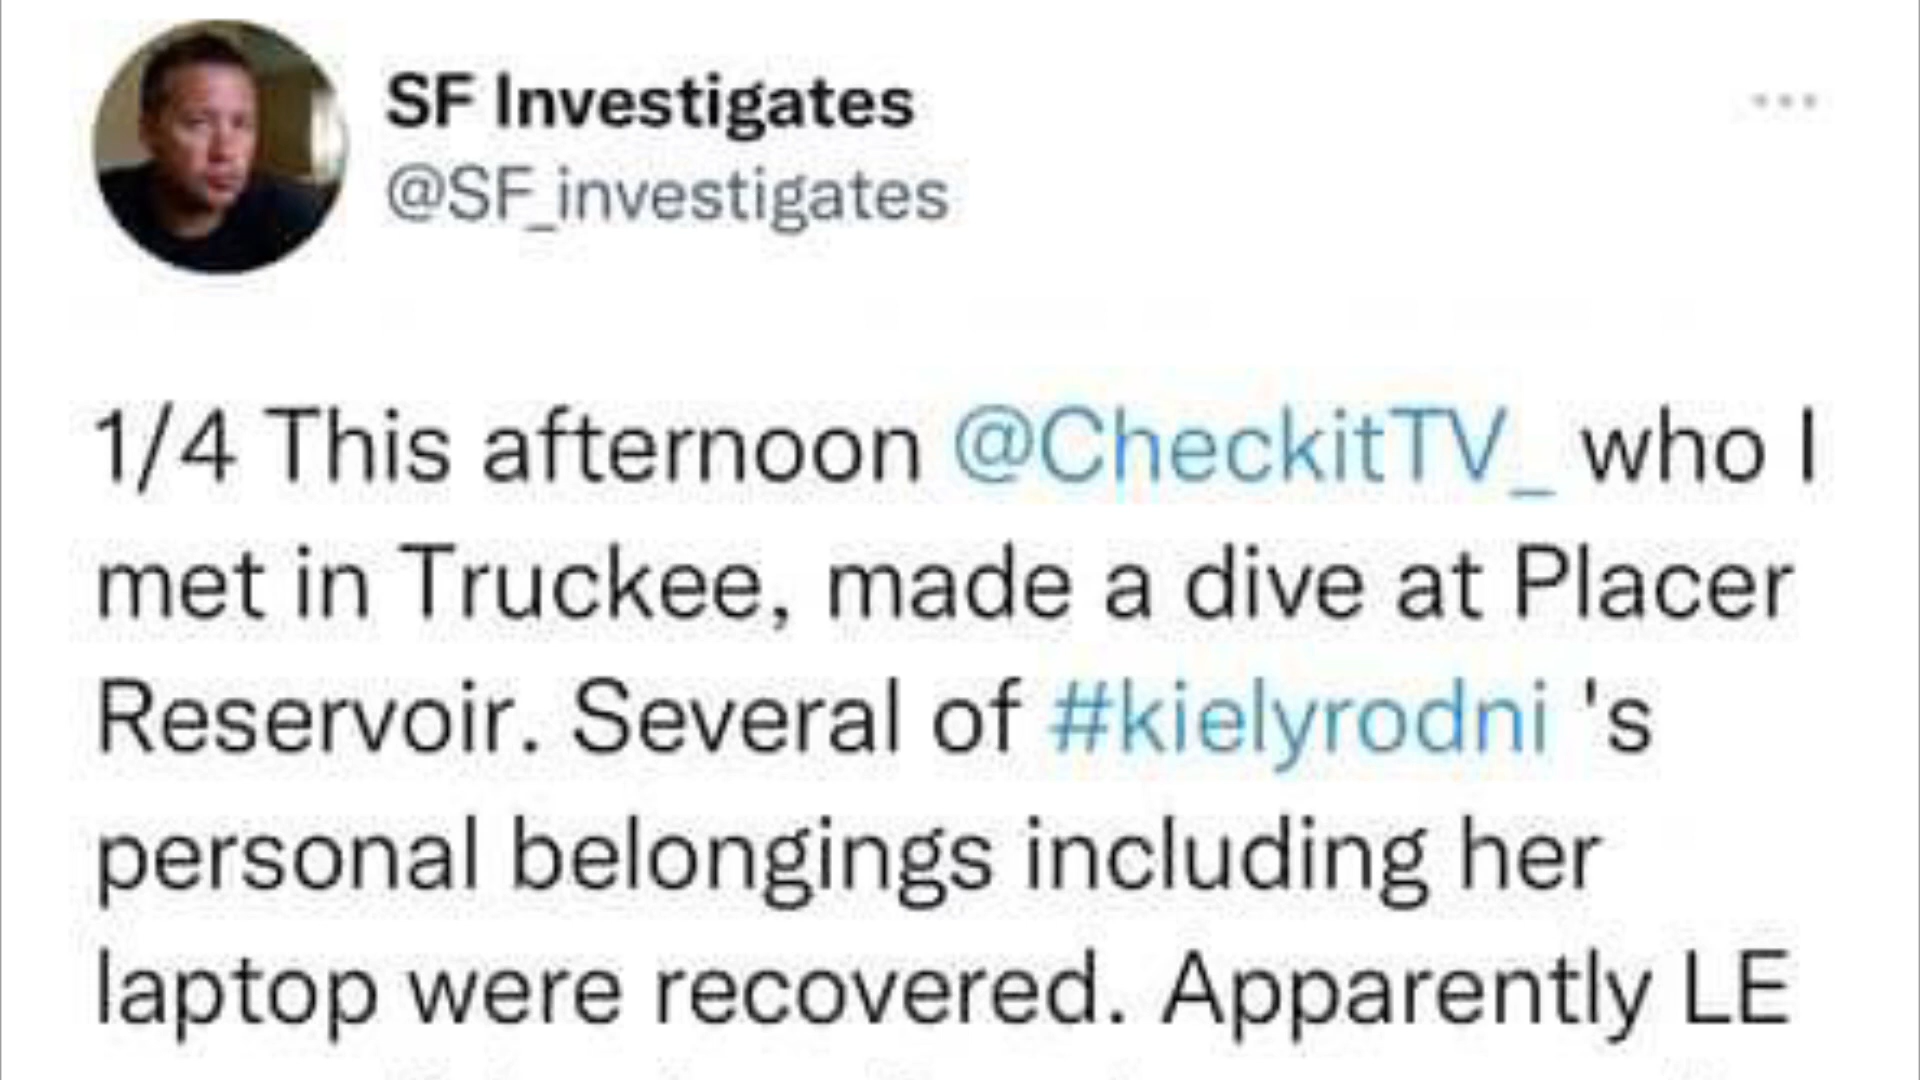 SF Investigates
@SF_investigates
1/4 This afternoon @CheckitTV_ who I
met in Truckee, made a dive at Placer
Reservoir. Several of #kielyrodni 's
personal belongings including her
laptop were recovered. Apparently LE